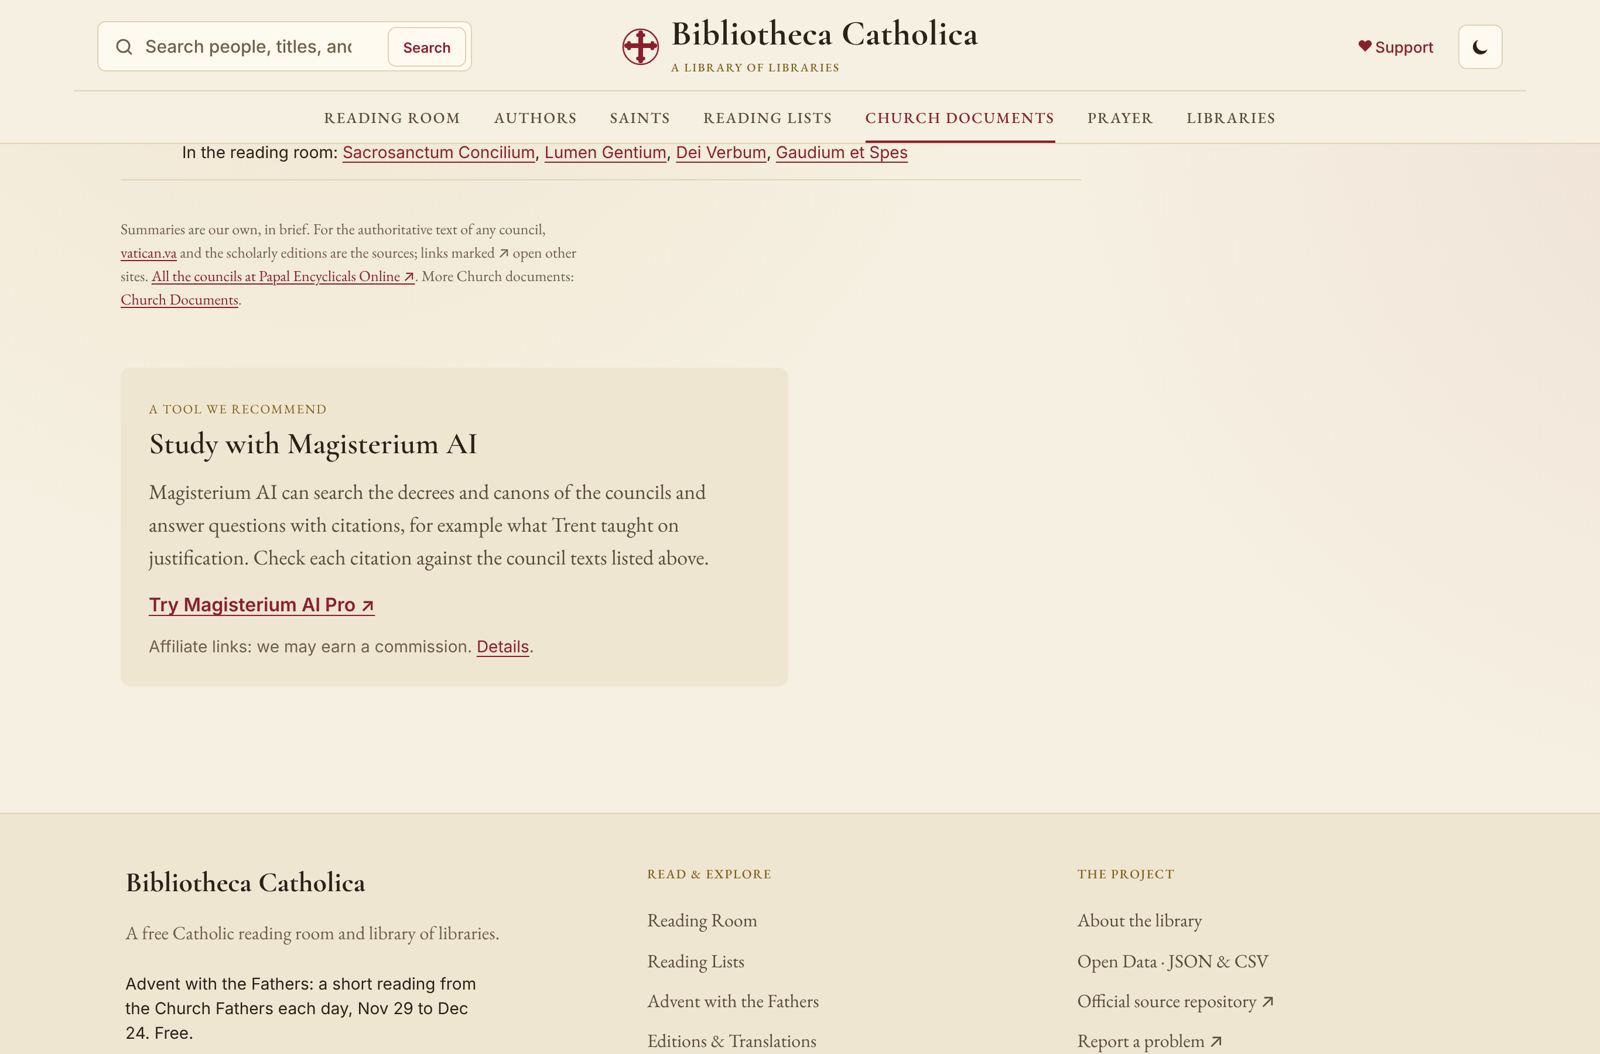 Search people, titles, and
Search
Bibliotheca Catholica
A LIBRARY OF LIBRARIES
Support
READING ROOM
AUTHORS
SAINTS
READING LISTS
CHURCH DOCUMENTS
PRAYER
LIBRARIES
In the reading room: Sacrosanctum Concilium, Lumen Gentium, Dei Verbum, Gaudium et Spes
Summaries are our own, in brief. For the authoritative text of any council,
vatican.va and the scholarly editions are the sources; links marked ↗ open other
sites. All the councils at Papal Encyclicals Online ↗. More Church documents:
Church Documents.
A TOOL WE RECOMMEND
Study with Magisterium AI
Magisterium AI can search the decrees and canons of the councils and
answer questions with citations, for example what Trent taught on
justification. Check each citation against the council texts listed above.
Try Magisterium AI Pro ↗
Affiliate links: we may earn a commission. Details.
Bibliotheca Catholica
A free Catholic reading room and library of libraries.
Advent with the Fathers: a short reading from
the Church Fathers each day, Nov 29 to Dec
24. Free.
READ & EXPLORE
Reading Room
Reading Lists
Advent with the Fathers
Editions & Translations
THE PROJECT
About the library
Open Data · JSON & CSV
Official source repository ↗
Report a problem ↗